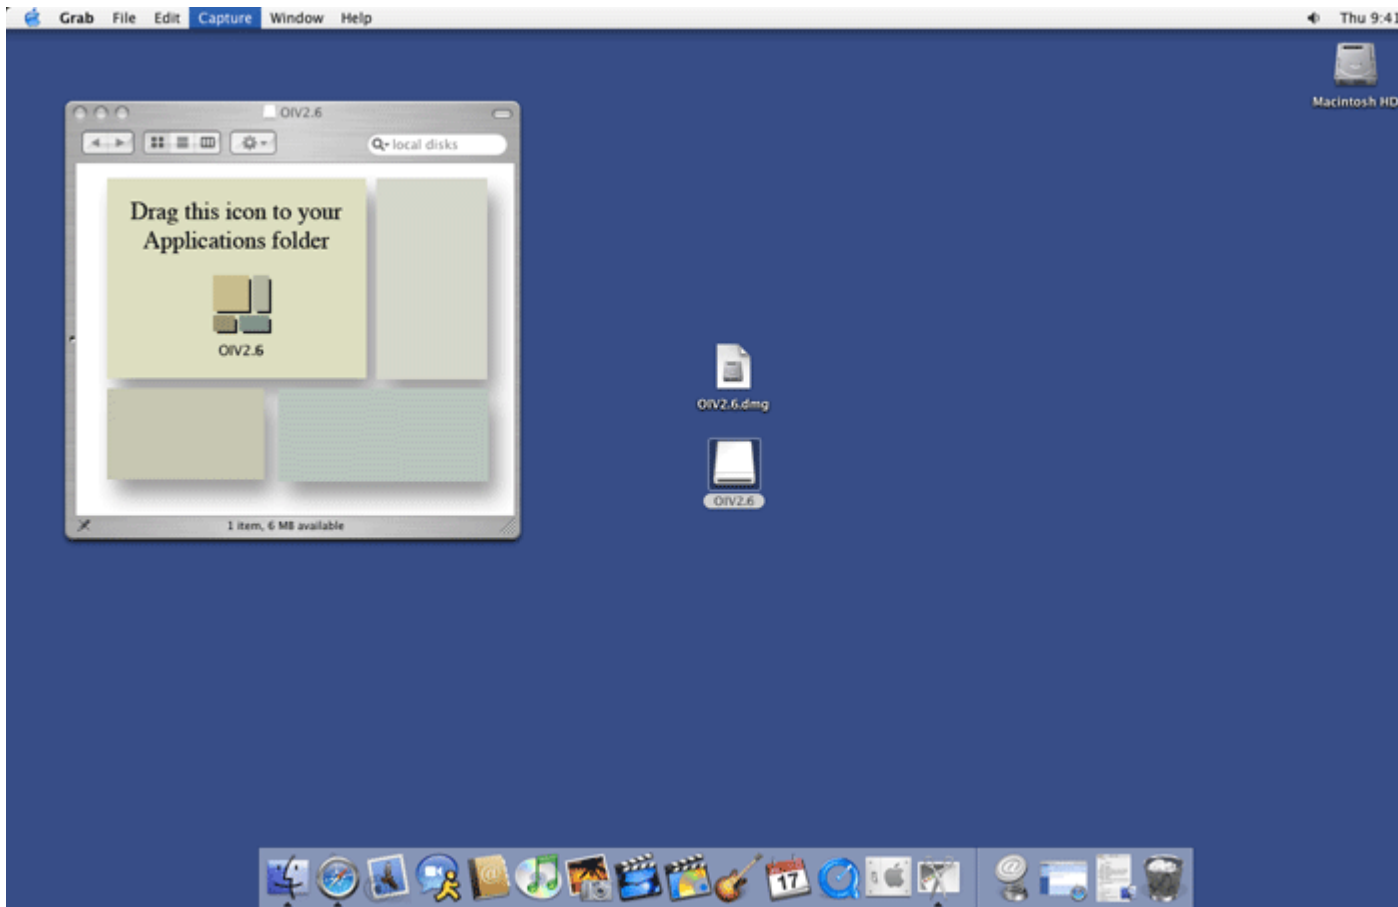 Grab File Edit Capture Window Help
Thu 9:41
Macintosh HD
OIV2.6
local disks
Drag this icon to your
Applications folder
OIV2.6
1 item, 6 MB available
OIV2.6.dmg
OIV2.6
17